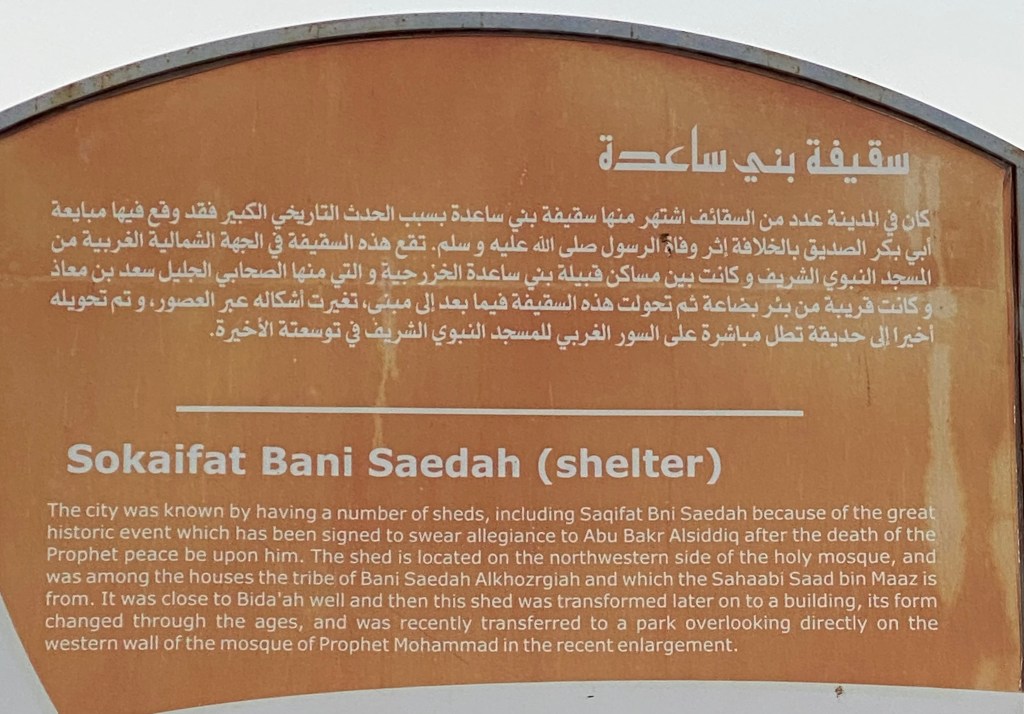 سقيفة بني ساعدة
كان في المدينة عدد من السقائف اشتهر منها سقيفة بني ساعدة بسبب الحدث التاريخي الكبير فقد وقع فيها مبايعة
أبي بكر الصديق بالخلافة إثر وفاة الرسول صلى الله عليه و سلم. تقع هذه السقيفة في الجهة الشمالية الغربية من
المسجد النبوي الشريف و كانت بين مساكن قبيلة بني ساعدة الخزرجية و التي منها الصحابي الجليل سعد بن معاذ
و كانت قريبة من بئر بضاعة ثم تحولت هذه السقيفة فيما بعد إلى مبنى، تغيرت أشكاله عبر العصور، و تم تحويله
أخيرا إلى حديقة تطل مباشرة على السور الغربي للمسجد النبوي الشريف في توسعتة الأخيرة.
Sokaifat Bani Saedah (shelter)
The city was known by having a number of sheds, including Saqifat Bni Saedah because of the great
historic event which has been signed to swear allegiance to Abu Bakr Alsiddiq after the death of the
Prophet peace be upon him. The shed is located on the northwestern side of the holy mosque, and
was among the houses the tribe of Bani Saedah Alkhozrgiah and which the Sahaabi Saad bin Maaz is
from. It was close to Bida'ah well and then this shed was transformed later on to a building, its form
changed through the ages, and was recently transferred to a park overlooking directly on the
western wall of the mosque of Prophet Mohammad in the recent enlargement.